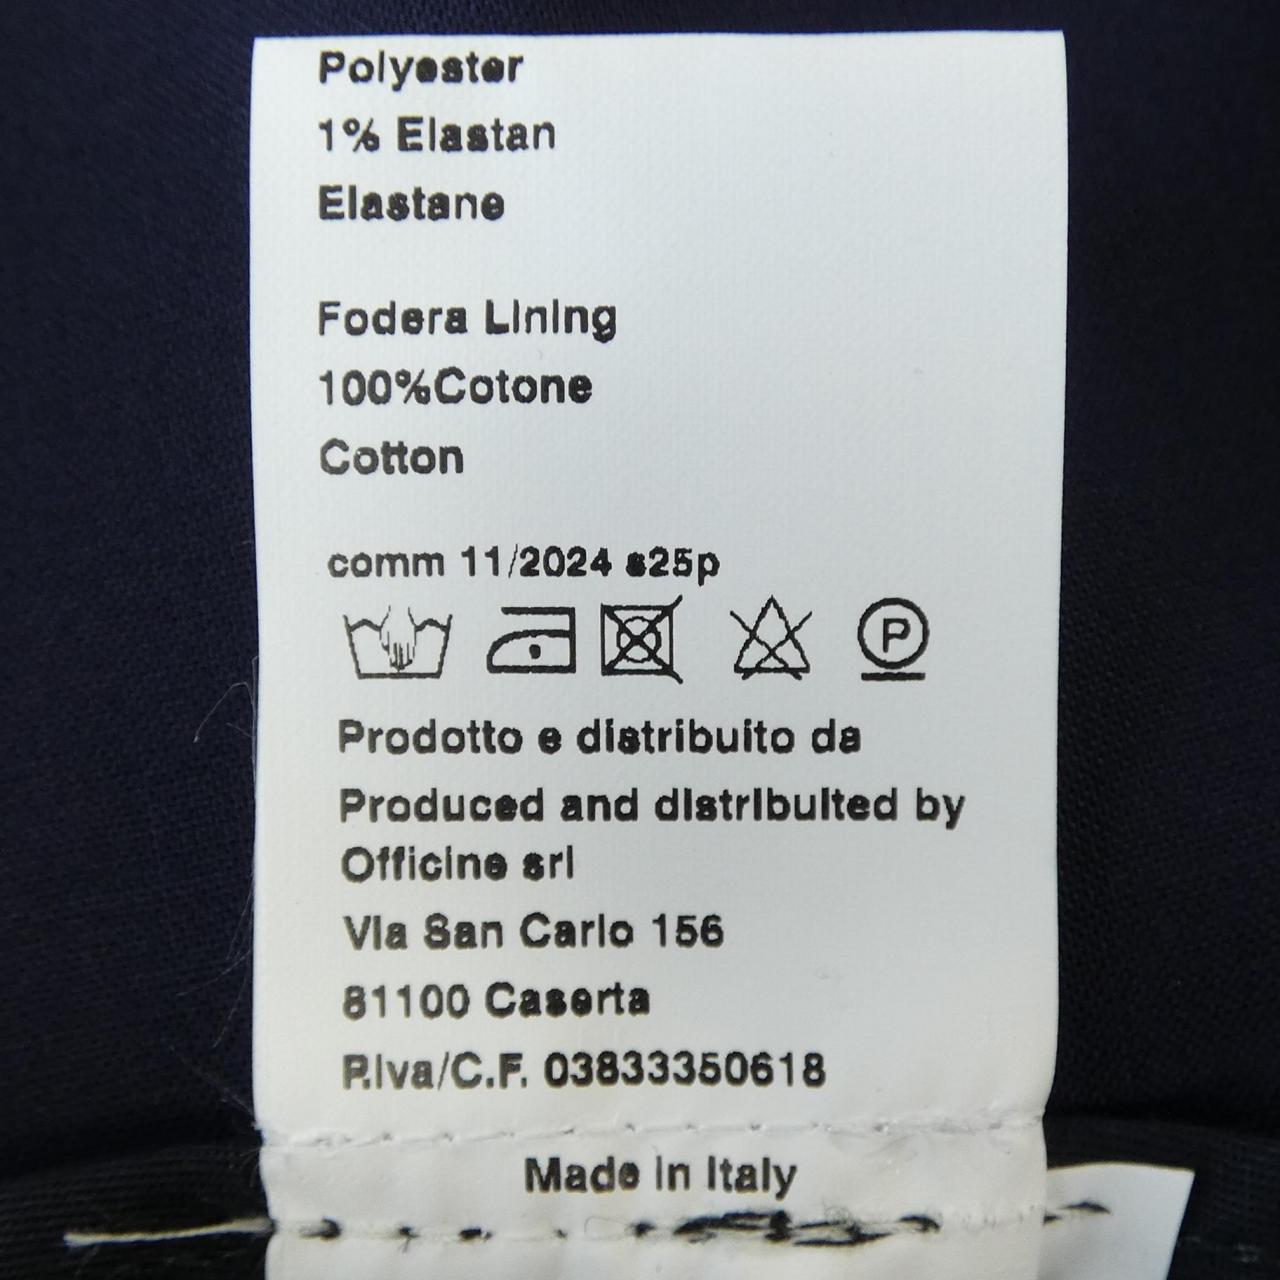 Polyester
1% Elastan
Elastane
Fodera Lining
100%Cotone
Cotton
comm 11/2024 s25p
P
Prodotto e distribuito da
Produced and distribuited by
Officine srl
Via San Carlo 156
81100 Caserta
P.Iva/C.F. 03833350618
Made in Italy